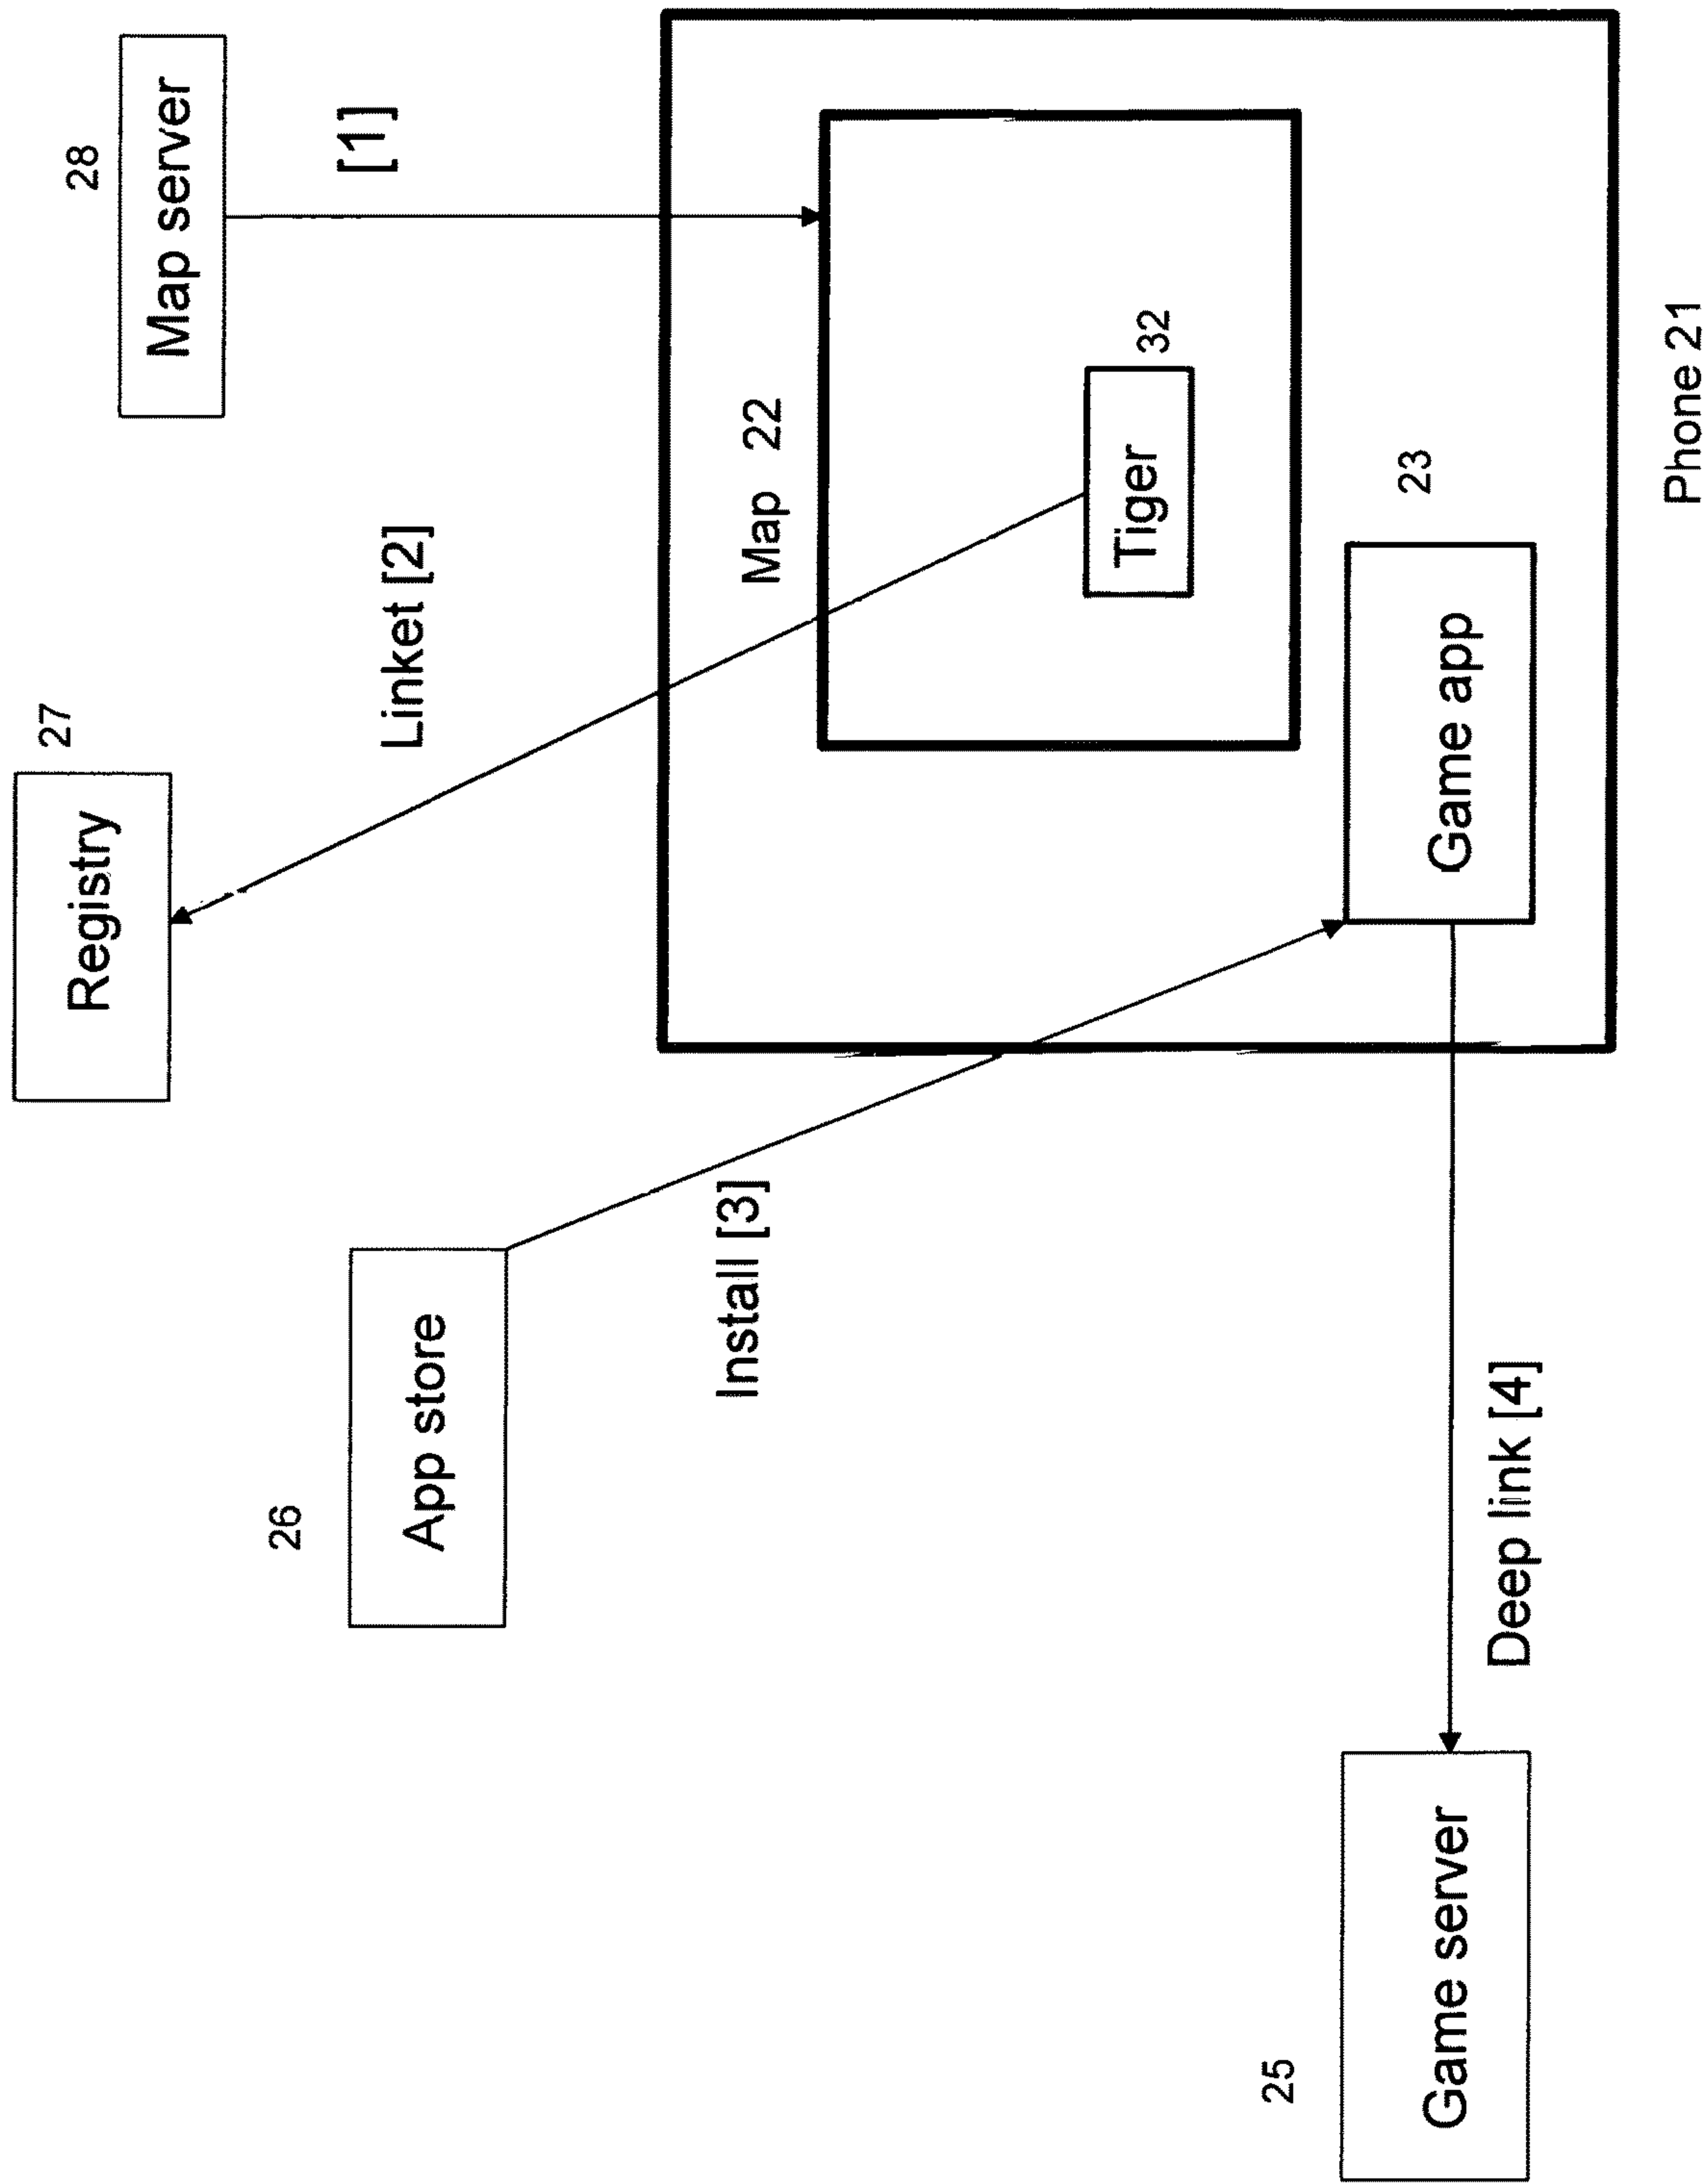 27
28
Registry
Map server
26
[1]
Linket [2]
App store
Install [3]
Map 22
Tiger
32
25
23
Game server
Game app
Deep link [4]
Phone 21